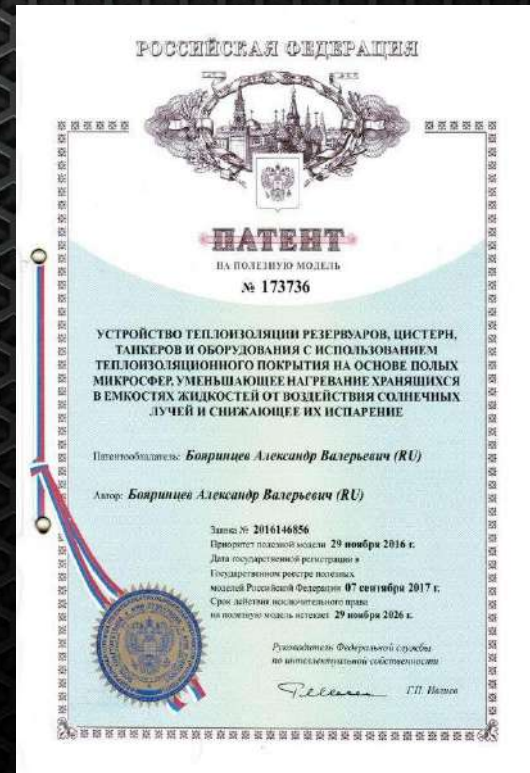 РОССИЙСКАЯ ФЕДЕРАЦИЯ
ПАТЕНТ
НА ПОЛЕЗНУЮ МОДЕЛЬ
№ 173736
УСТРОЙСТВО ТЕПЛОИЗОЛЯЦИИ РЕЗЕРВУАРОВ, ЦИСТЕРН,
ТАНКЕРОВ И ОБОРУДОВАНИЯ С ИСПОЛЬЗОВАНИЕМ
ТЕПЛОИЗОЛЯЦИОННОГО ПОКРЫТИЯ НА ОСНОВЕ ПОЛЫХ
МИКРОСФЕР, УМЕНЬШАЮЩЕЕ НАГРЕВАНИЕ ХРАНЯЩИХСЯ
В ЕМКОСТЯХ ЖИДКОСТЕЙ ОТ ВОЗДЕЙСТВИЯ СОЛНЕЧНЫХ
ЛУЧЕЙ И СНИЖАЮЩЕЕ ИХ ИСПАРЕНИЕ
Патентообладатель: Бояринцев Александр Валерьевич (RU)
Автор: Бояринцев Александр Валерьевич (RU)
Заявка № 2016146856
Приоритет полезной модели 29 ноября 2016 г.
Дата государственной регистрации в
Государственном реестре полезных
моделей Российской Федерации 07 сентября 2017 г.
Срок действия исключительного права
на полезную модель истекает 29 ноября 2026 г.
Руководитель Федеральной службы
по интеллектуальной собственности
Г.П. Ивлиев